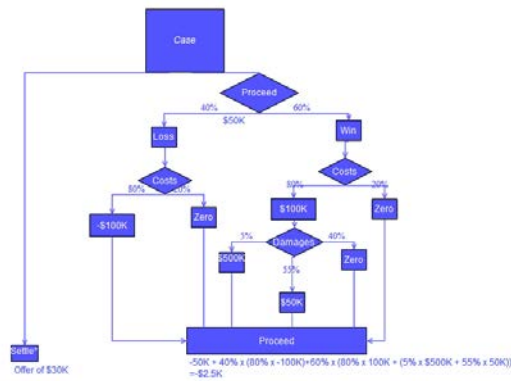 Case
Proceed
40% 60%
$50K
Loss
Win
Costs
Costs
80% 20%
80% 20%
-$100K
Zero
$100K
Zero
Damages
5% 40%
$500K
Zero
55%
$50K
Proceed
Settle*
Offer of $30K
-50K + 40% x (80% x -100K)+60% x (80% x 100K + (5% x $500K + 55% x 50K))
=-$2.5K